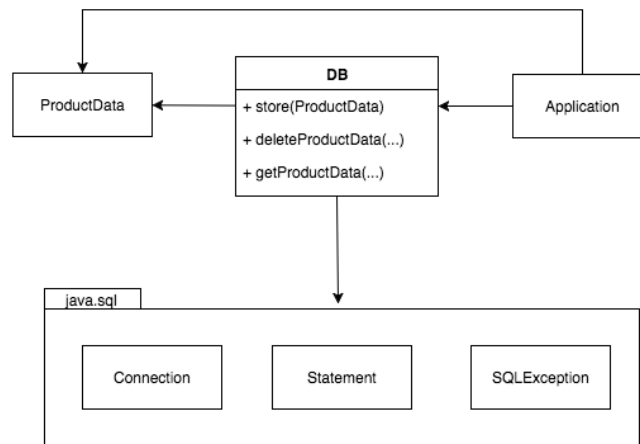 DB
ProductData
+ store(ProductData)
+ deleteProductData(...)
+ getProductData(...)
Application
java.sql
Connection
Statement
SQLException